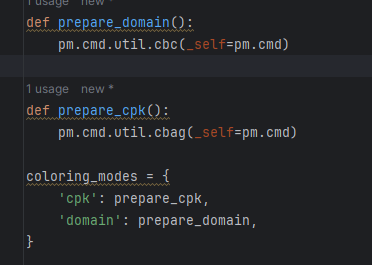 1 usage new *
def prepare_domain():
    pm.cmd.util.cbc(_self=pm.cmd)
1 usage new *
def prepare_cpk():
    pm.cmd.util.cbag(_self=pm.cmd)
coloring_modes = {
    'cpk': prepare_cpk,
    'domain': prepare_domain,
}